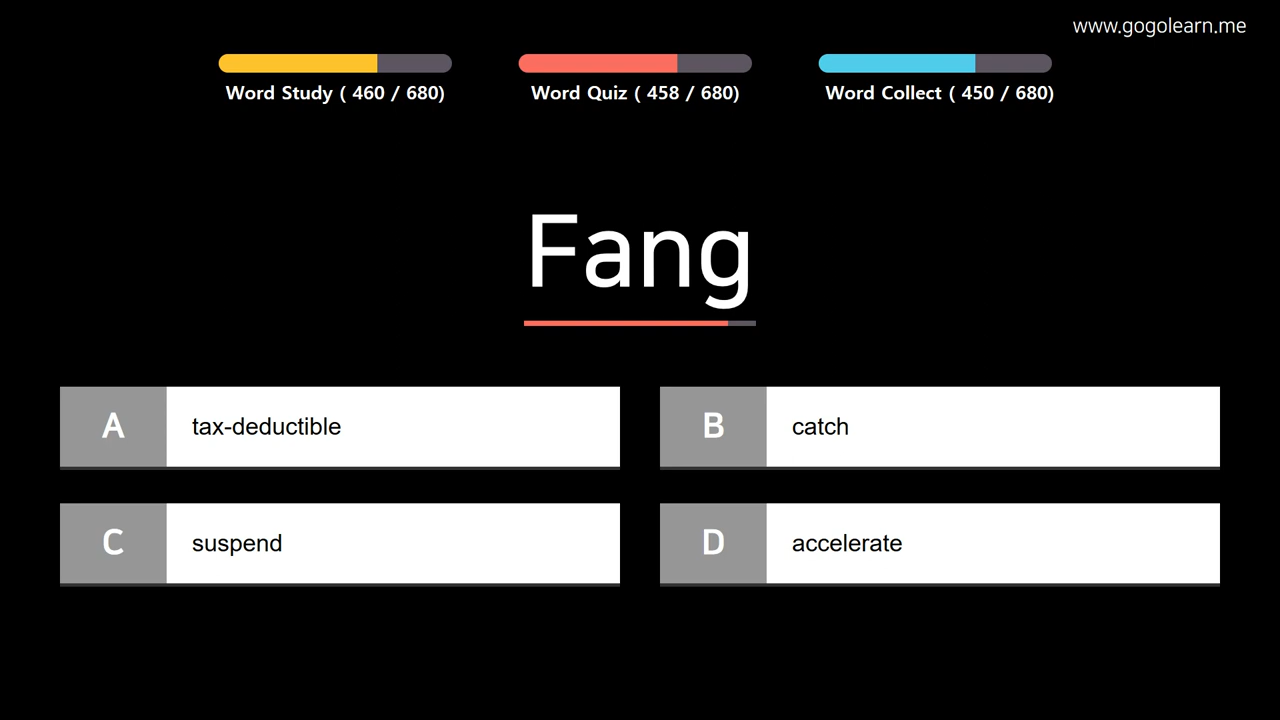 www.gogolearn.me
Word Study ( 460 / 680)
Word Quiz ( 458 / 680)
Word Collect ( 450 / 680)
Fang
A tax-deductible
B catch
C suspend
D accelerate